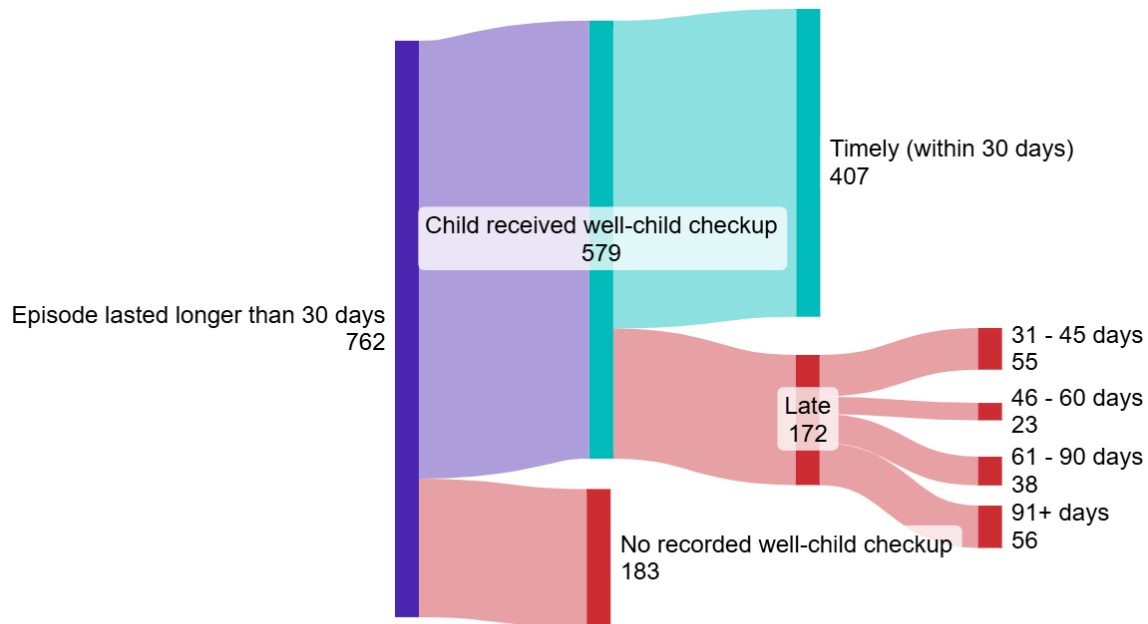 Episode lasted longer than 30 days
762
Child received well-child checkup
579
Timely (within 30 days)
407
Late
172
31 - 45 days
55
46 - 60 days
23
61 - 90 days
38
91+ days
56
No recorded well-child checkup
183